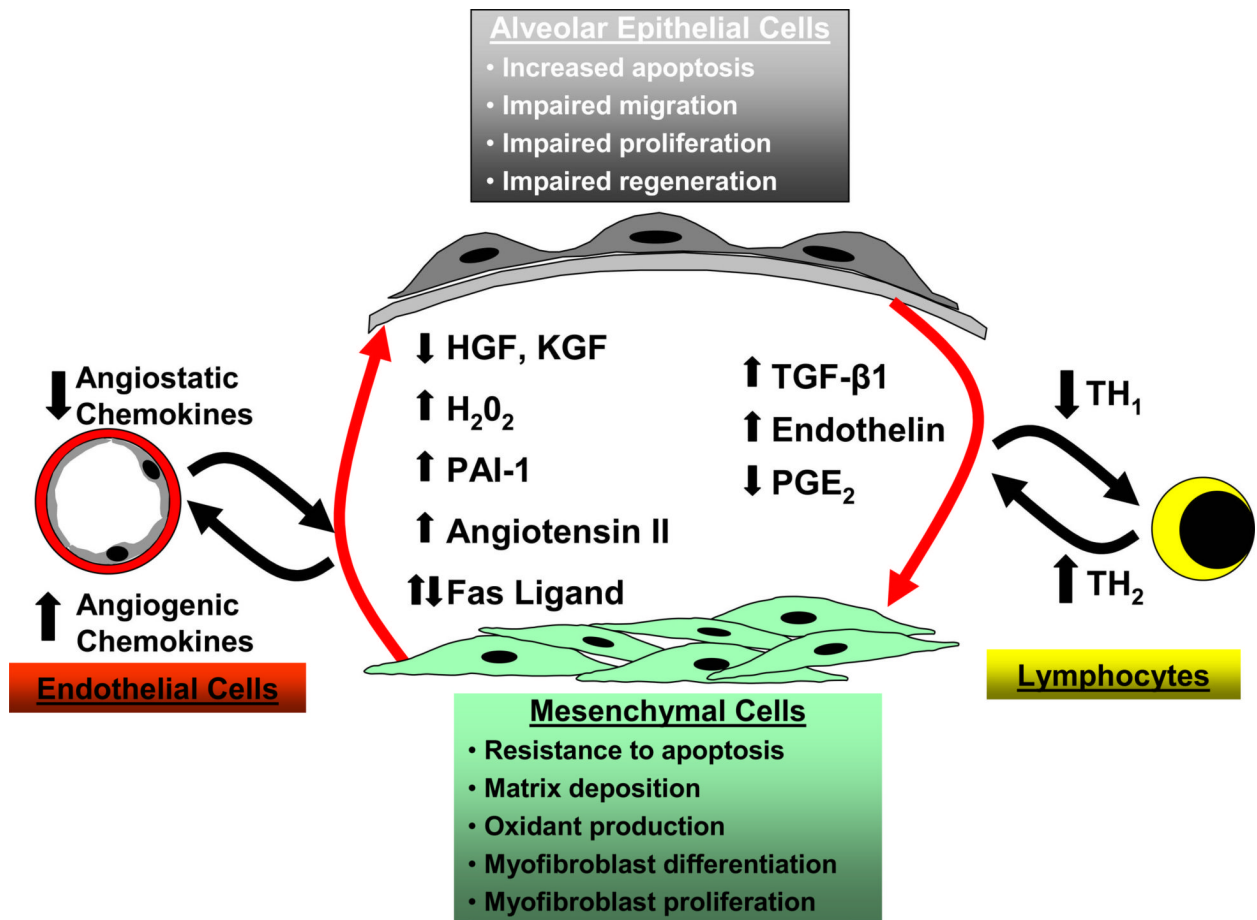 Alveolar Epithelial Cells
• Increased apoptosis
• Impaired migration
• Impaired proliferation
• Impaired regeneration
HGF, KGF
H₂0₂
PAI-1
Angiotensin II
Fas Ligand
TGF-β1
Endothelin
PGE₂
Angiostatic
Chemokines
Angiogenic
Chemokines
Endothelial Cells
TH₁
TH₂
Lymphocytes
Mesenchymal Cells
• Resistance to apoptosis
• Matrix deposition
• Oxidant production
• Myofibroblast differentiation
• Myofibroblast proliferation